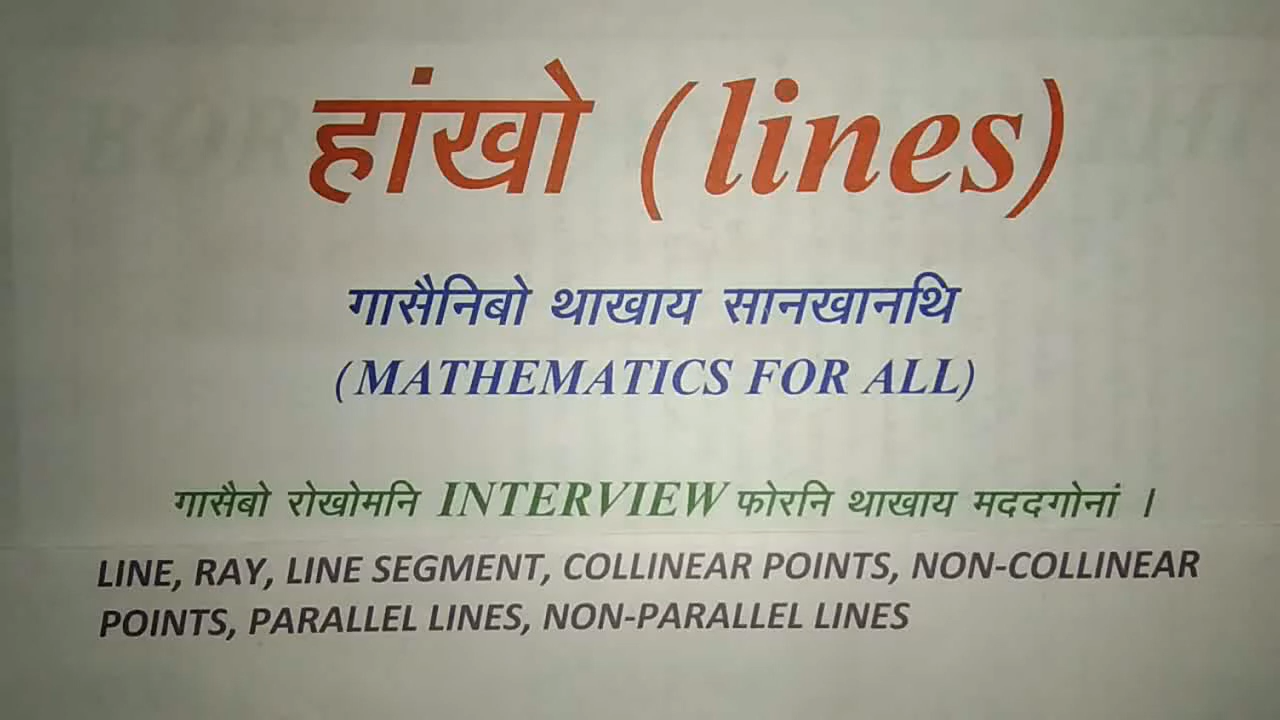 हांखो (lines)
गासैनिबो थाखाय सानखानथि
(MATHEMATICS FOR ALL)
गासैबो रोखोमनि INTERVIEW फोरनि थाखाय मददगोनां ।
LINE, RAY, LINE SEGMENT, COLLINEAR POINTS, NON-COLLINEAR
POINTS, PARALLEL LINES, NON-PARALLEL LINES